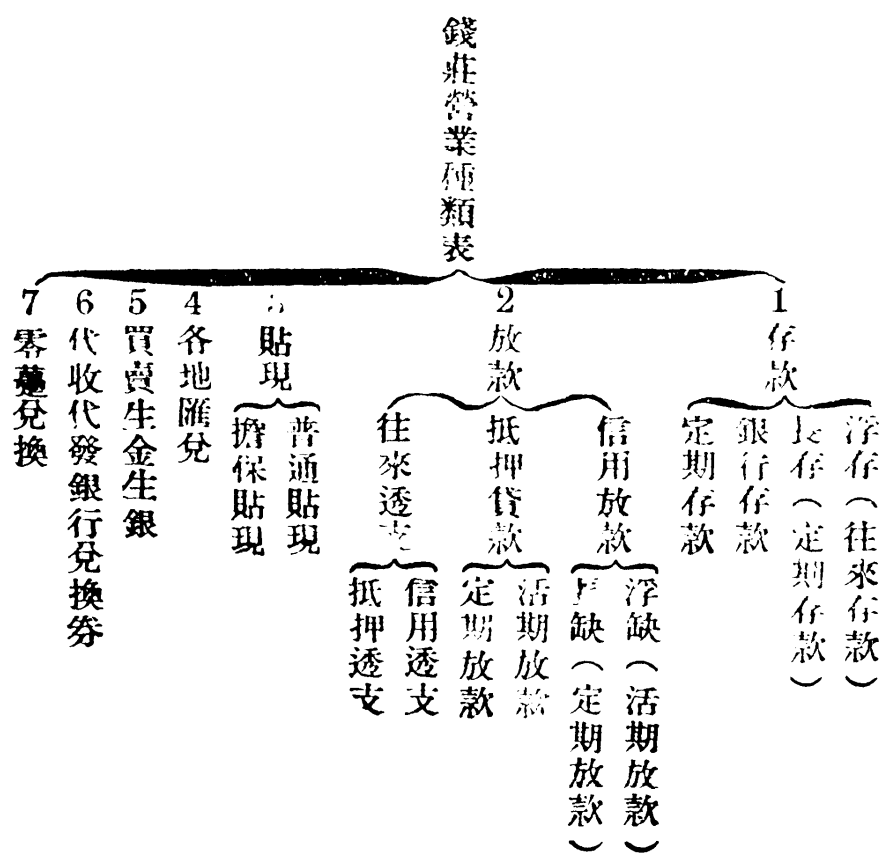 錢莊營業種類表
1 存款
浮存（往來存款）
長存（定期存款）
銀行存款
定期存款
2 放款
信用放款
浮缺（活期放款）
長缺（定期放款）
抵押貸款
活期放款
定期放款
往來透支
信用透支
抵押透支
3 貼現
普通貼現
擔保貼現
4 各地匯兌
5 買賣生金生銀
6 代收代發銀行兌換券
7 零躉兌換